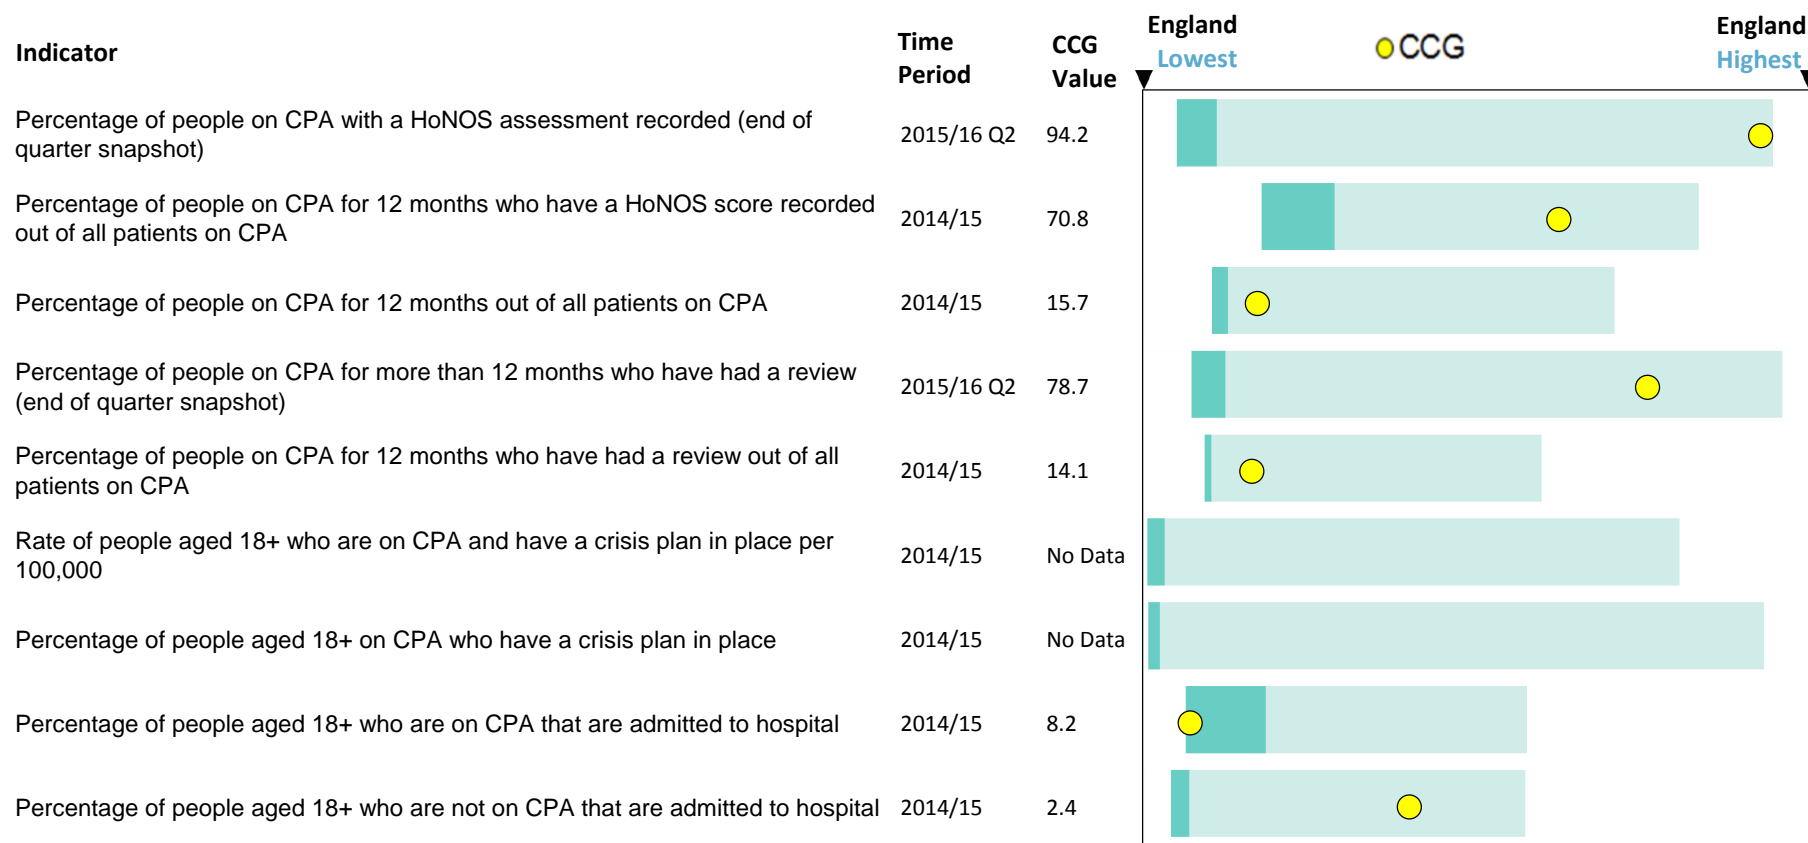 Indicator
Time
Period
CCG
Value
England
Lowest
CCG
England
Highest
Percentage of people on CPA with a HoNOS assessment recorded (end of
quarter snapshot)
2015/16 Q2
94.2
Percentage of people on CPA for 12 months who have a HoNOS score recorded
out of all patients on CPA
2014/15
70.8
Percentage of people on CPA for 12 months out of all patients on CPA
2014/15
15.7
Percentage of people on CPA for more than 12 months who have had a review
(end of quarter snapshot)
2015/16 Q2
78.7
Percentage of people on CPA for 12 months who have had a review out of all
patients on CPA
2014/15
14.1
Rate of people aged 18+ who are on CPA and have a crisis plan in place per
100,000
2014/15
No Data
Percentage of people aged 18+ on CPA who have a crisis plan in place
2014/15
No Data
Percentage of people aged 18+ who are on CPA that are admitted to hospital
2014/15
8.2
Percentage of people aged 18+ who are not on CPA that are admitted to hospital
2014/15
2.4